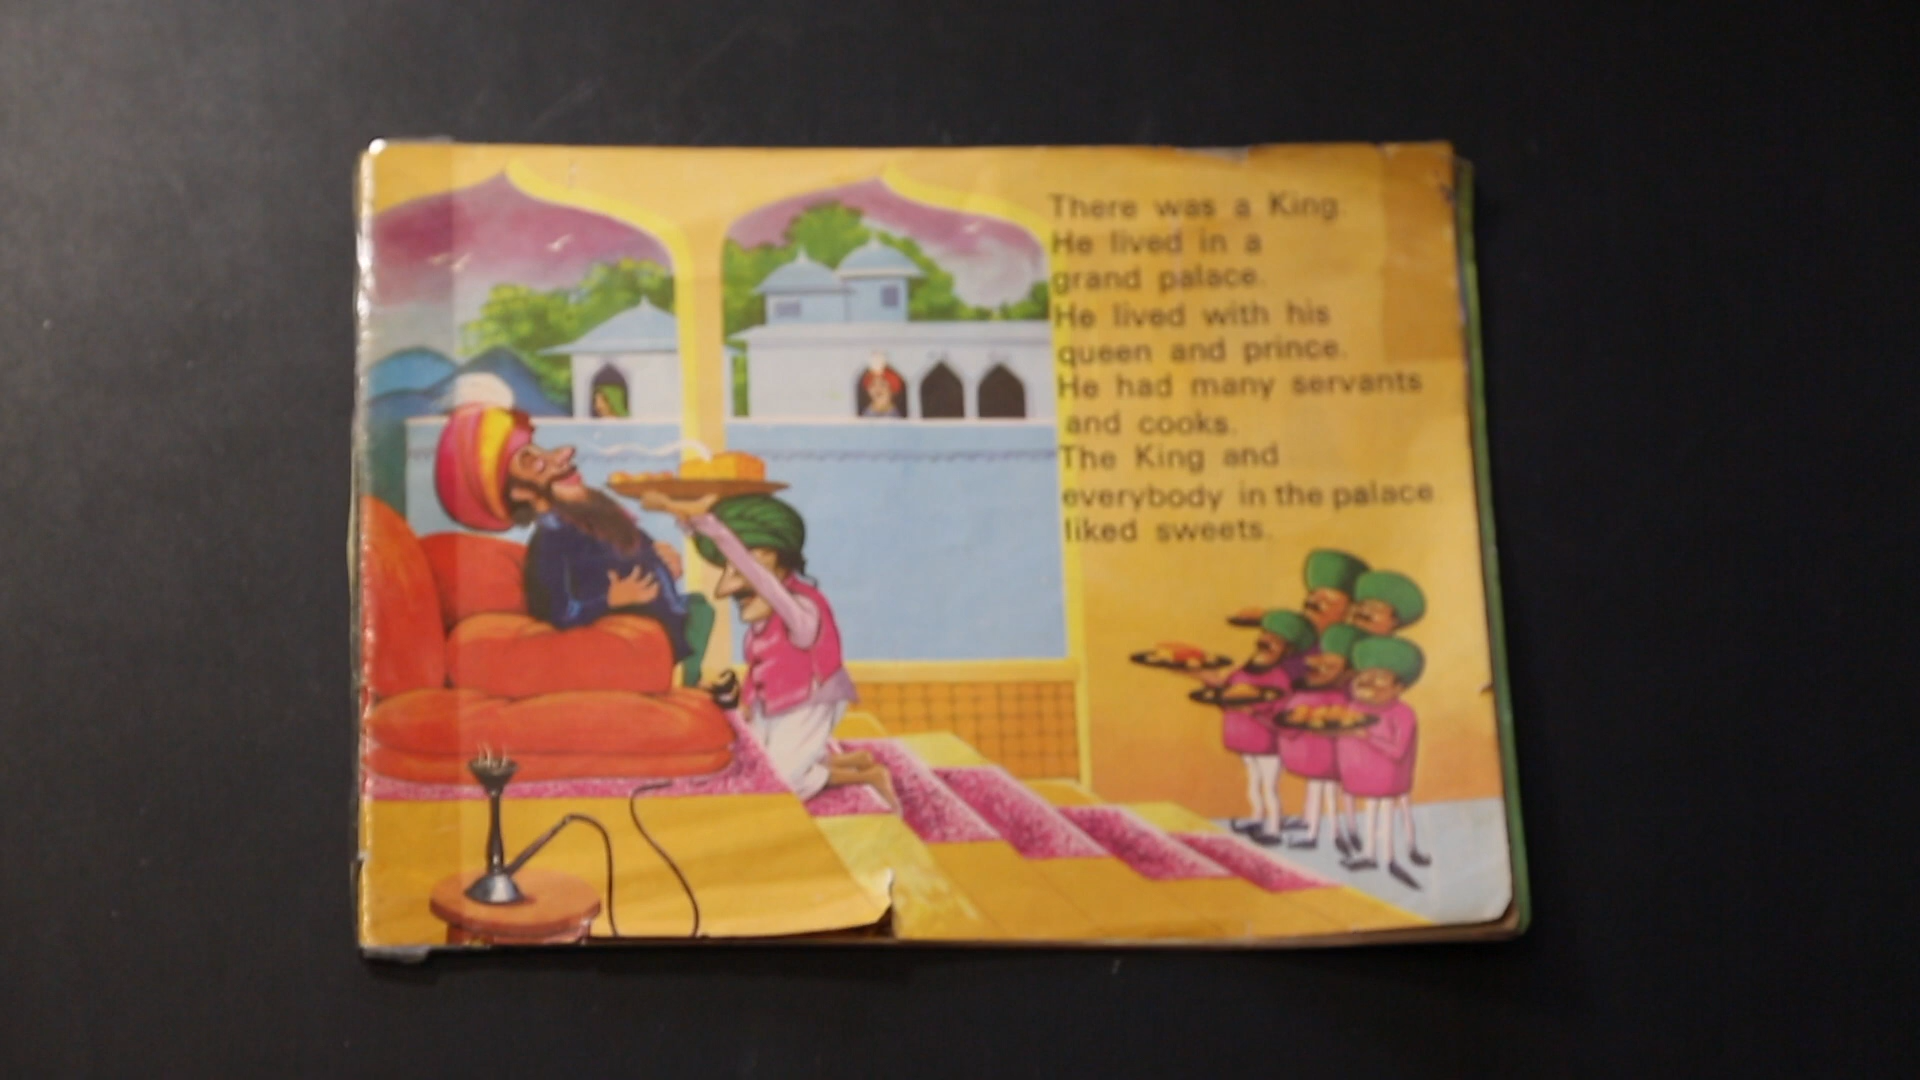 There was a King.
He lived in a
grand palace.
He lived with his
queen and prince.
He had many servants
and cooks.
The King and
everybody in the palace
liked sweets.